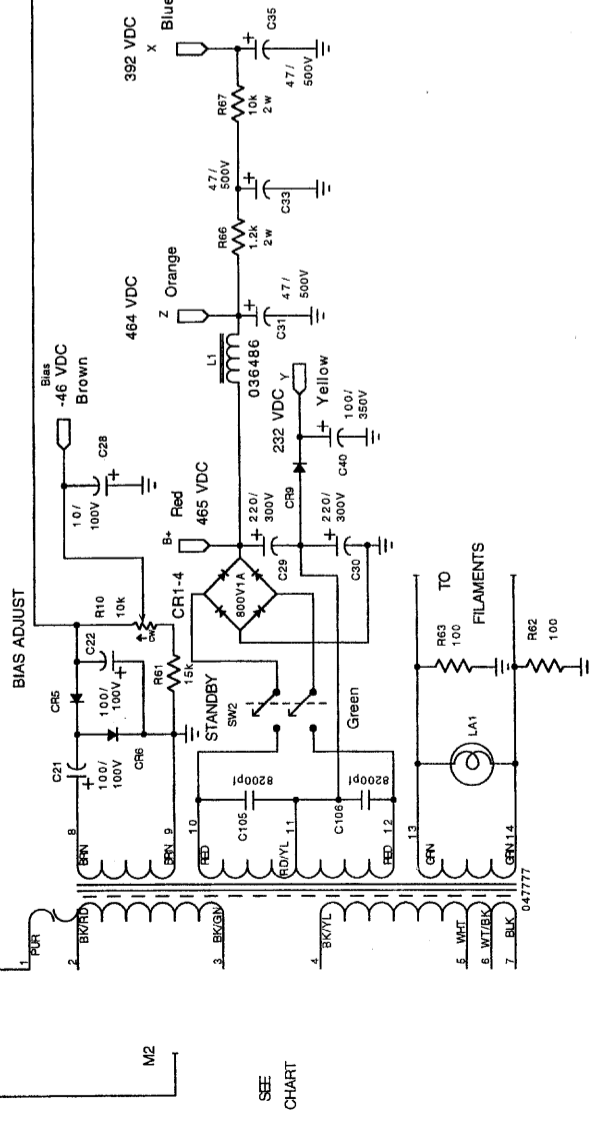 392 VDC
X
Blue
C35
47/
500V
R67
10k
2w
47/
500V
C33
R66
1.2k
2w
464 VDC
Z Orange
C31
47/
500V
L1
036486
Bias
-46 VDC
Brown
10/
100V
C28
232 VDC Y
Yellow
100/
350V
C40
CR9
B+ Red
465 VDC
220/
300V
C29
220/
300V
C30
BIAS ADJUST
R10
10k
CW
CR1-4
800V1A
C22
100/
100V
R61
15k
CR5
CR6
C21
100/
100V
STANDBY
SW2
Green
8200pf
C105
8200pf
C106
TO
FILAMENTS
R63
100
R62
100
LA1
8
BRN
BRN 9
10
RED
RD/YL 11
RED 12
13
GRN
GRN 14
047777
1
PUR
2
BK/RD
3
BK/GN
4
BK/YL
5 WHT
6 WT/BK
7 BLK
M2
SEE
CHART